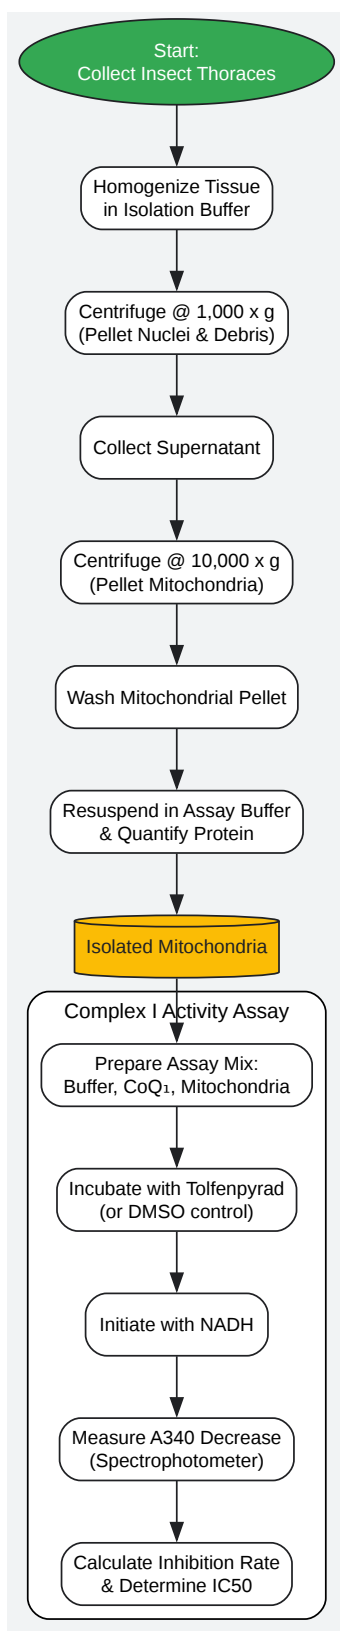 Start:
Collect Insect Thoraces
Homogenize Tissue
in Isolation Buffer
Centrifuge @ 1,000 x g
(Pellet Nuclei & Debris)
Collect Supernatant
Centrifuge @ 10,000 x g
(Pellet Mitochondria)
Wash Mitochondrial Pellet
Resuspend in Assay Buffer
& Quantify Protein
Isolated Mitochondria
Complex I Activity Assay
Prepare Assay Mix:
Buffer, CoQ₁, Mitochondria
Incubate with Tolfenpyrad
(or DMSO control)
Initiate with NADH
Measure A340 Decrease
(Spectrophotometer)
Calculate Inhibition Rate
& Determine IC50